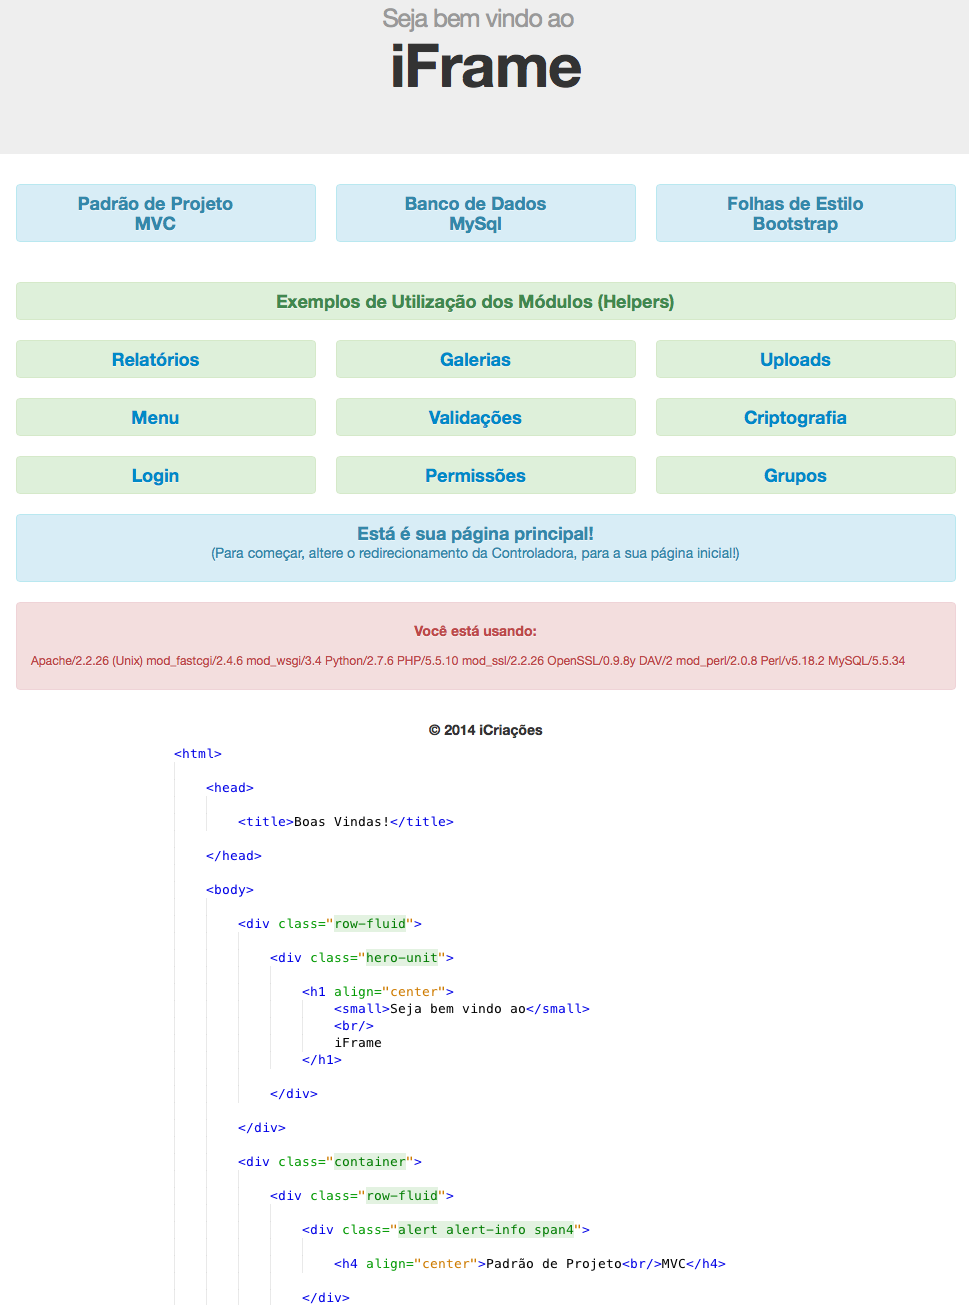 Seja bem vindo ao
iFrame
Padrão de Projeto
MVC
Banco de Dados
MySql
Folhas de Estilo
Bootstrap
Exemplos de Utilização dos Módulos (Helpers)
Relatórios
Galerias
Uploads
Menu
Validações
Criptografia
Login
Permissões
Grupos
Está é sua página principal!
(Para começar, altere o redirecionamento da Controladora, para a sua página inicial!)
Você está usando:
Apache/2.2.26 (Unix) mod_fastcgi/2.4.6 mod_wsgi/3.4 Python/2.7.6 PHP/5.5.10 mod_ssl/2.2.26 OpenSSL/0.9.8y DAV/2 mod_perl/2.0.8 Perl/v5.18.2 MySQL/5.5.34
© 2014 iCriações
<html>
<head>
<title>Boas Vindas!</title>
</head>
<body>
<div class="row-fluid">
<div class="hero-unit">
<h1 align="center">
<small>Seja bem vindo ao</small>
<br/>
iFrame
</h1>
</div>
</div>
<div class="container">
<div class="row-fluid">
<div class="alert alert-info span4">
<h4 align="center">Padrão de Projeto<br/>MVC</h4>
</div>